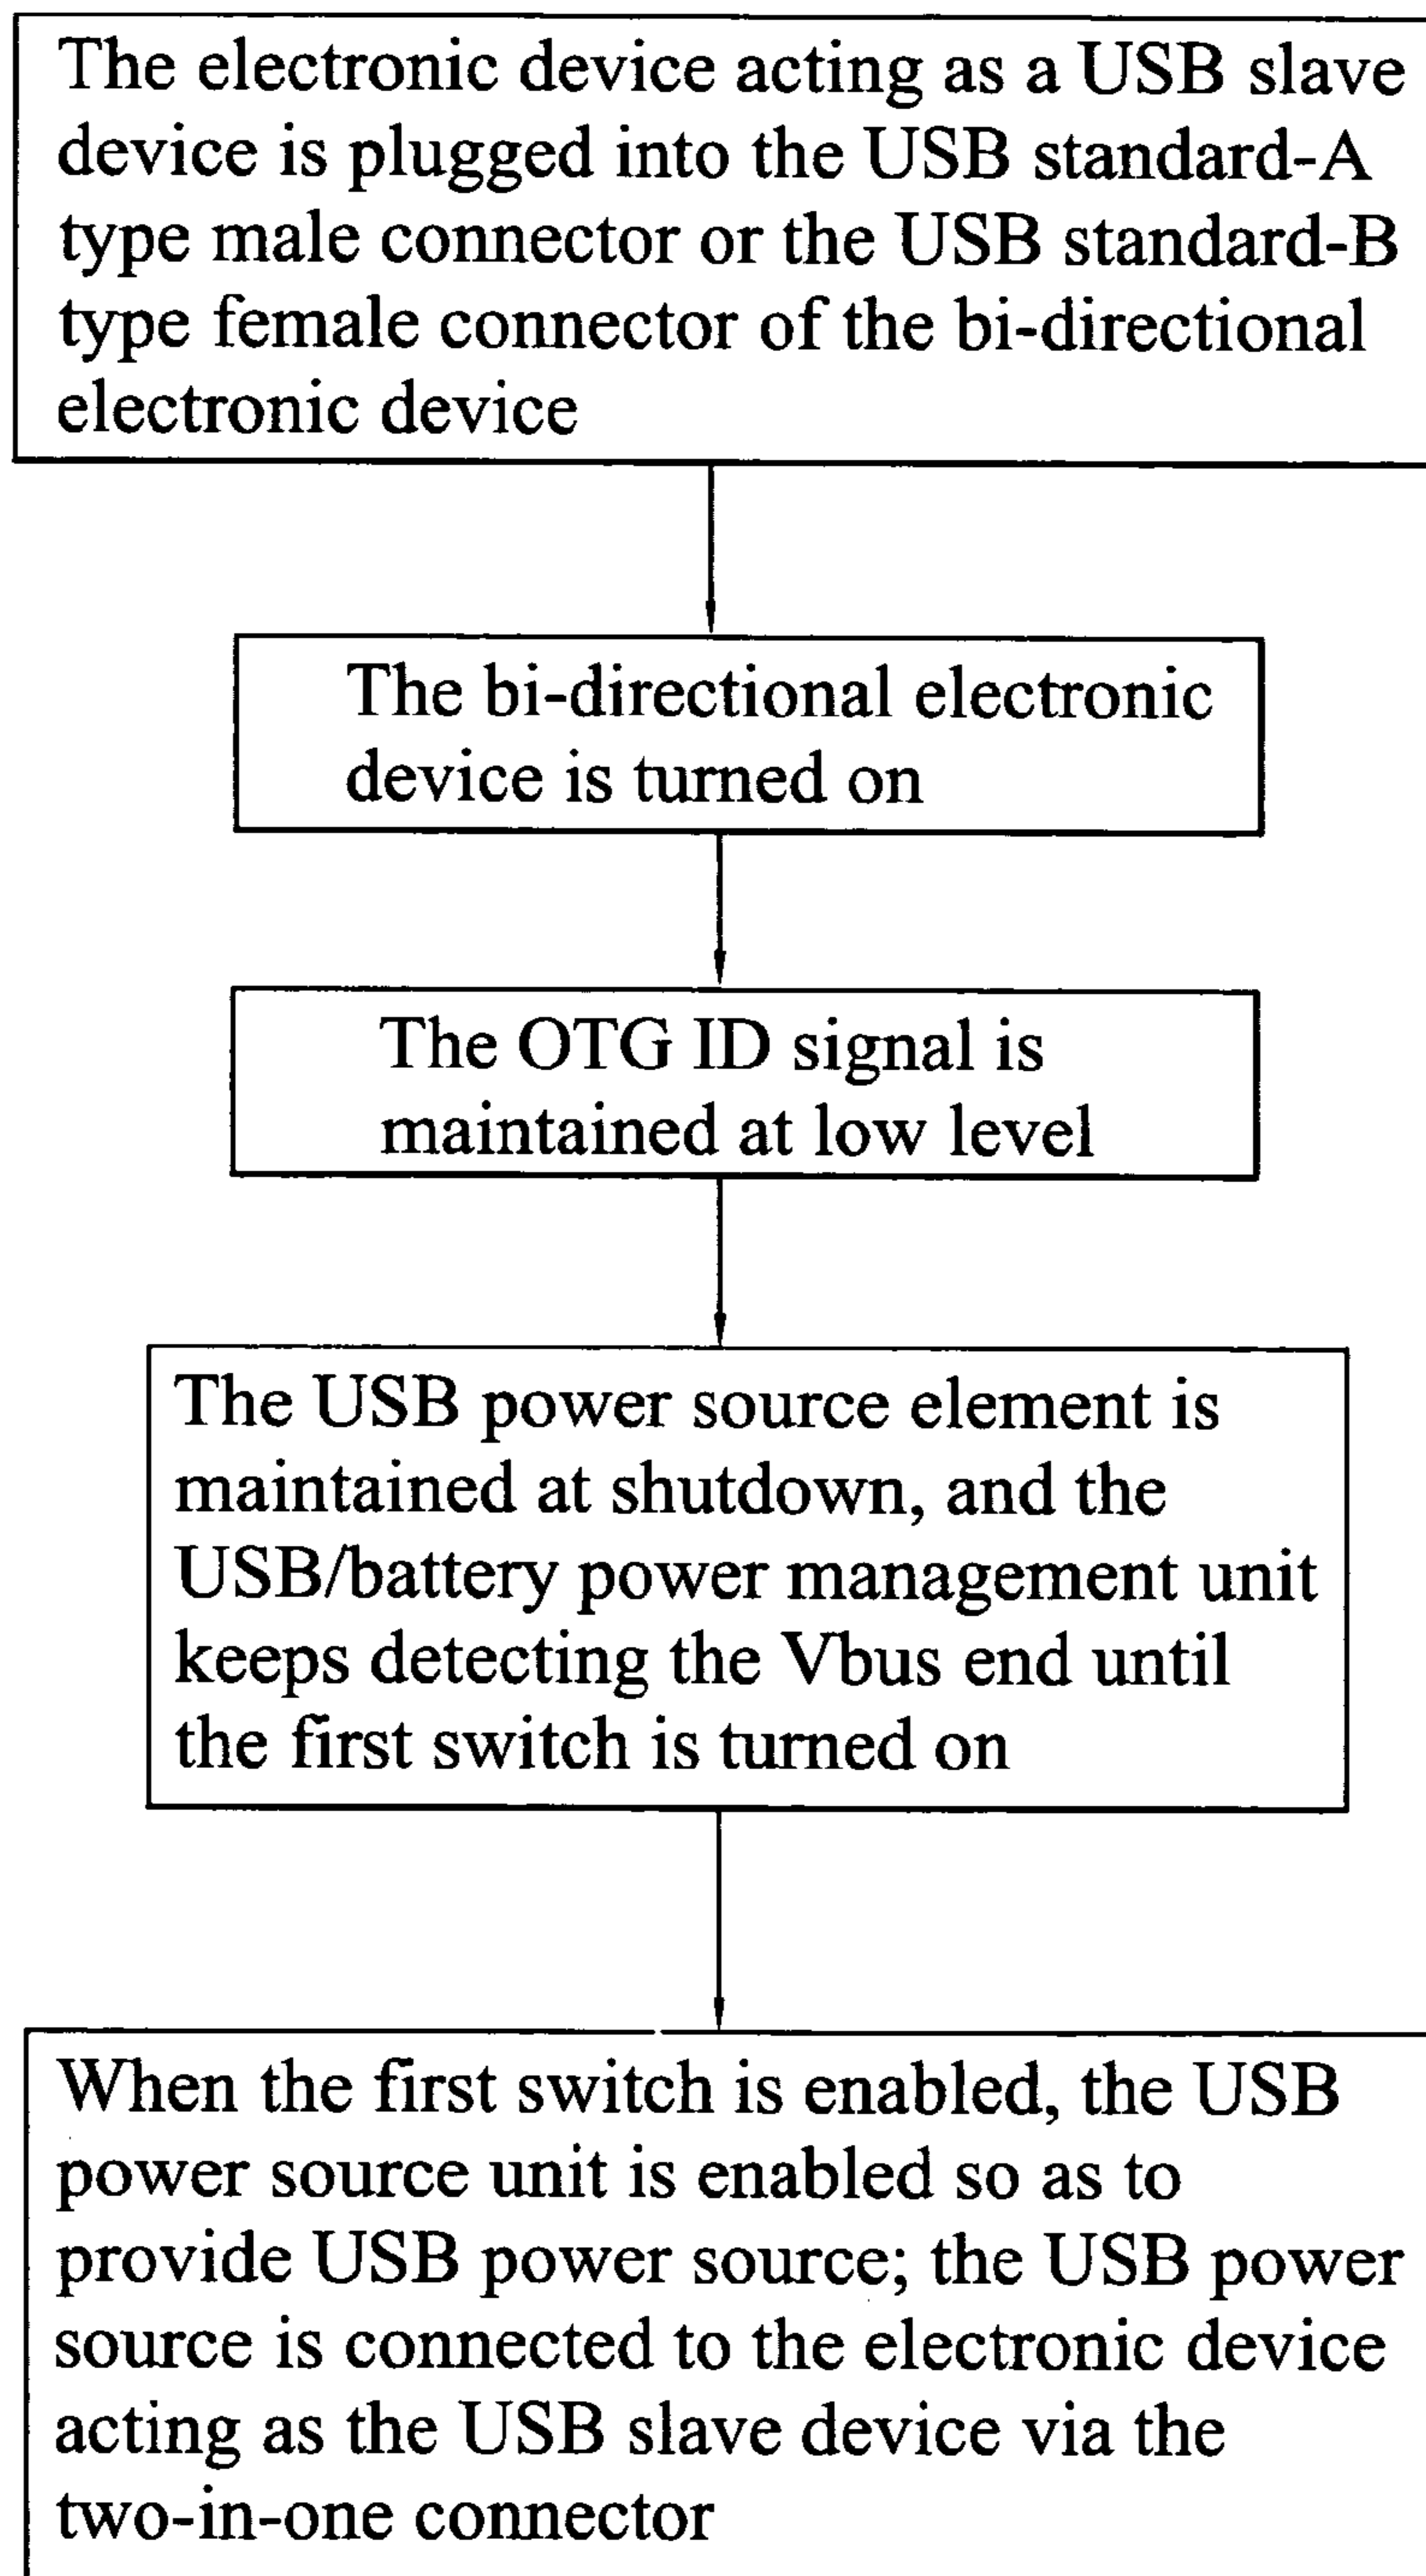 The electronic device acting as a USB slave
device is plugged into the USB standard-A
type male connector or the USB standard-B
type female connector of the bi-directional
electronic device
The bi-directional electronic
device is turned on
The OTG ID signal is
maintained at low level
The USB power source element is
maintained at shutdown, and the
USB/battery power management unit
keeps detecting the Vbus end until
the first switch is turned on
When the first switch is enabled, the USB
power source unit is enabled so as to
provide USB power source; the USB power
source is connected to the electronic device
acting as the USB slave device via the
two-in-one connector